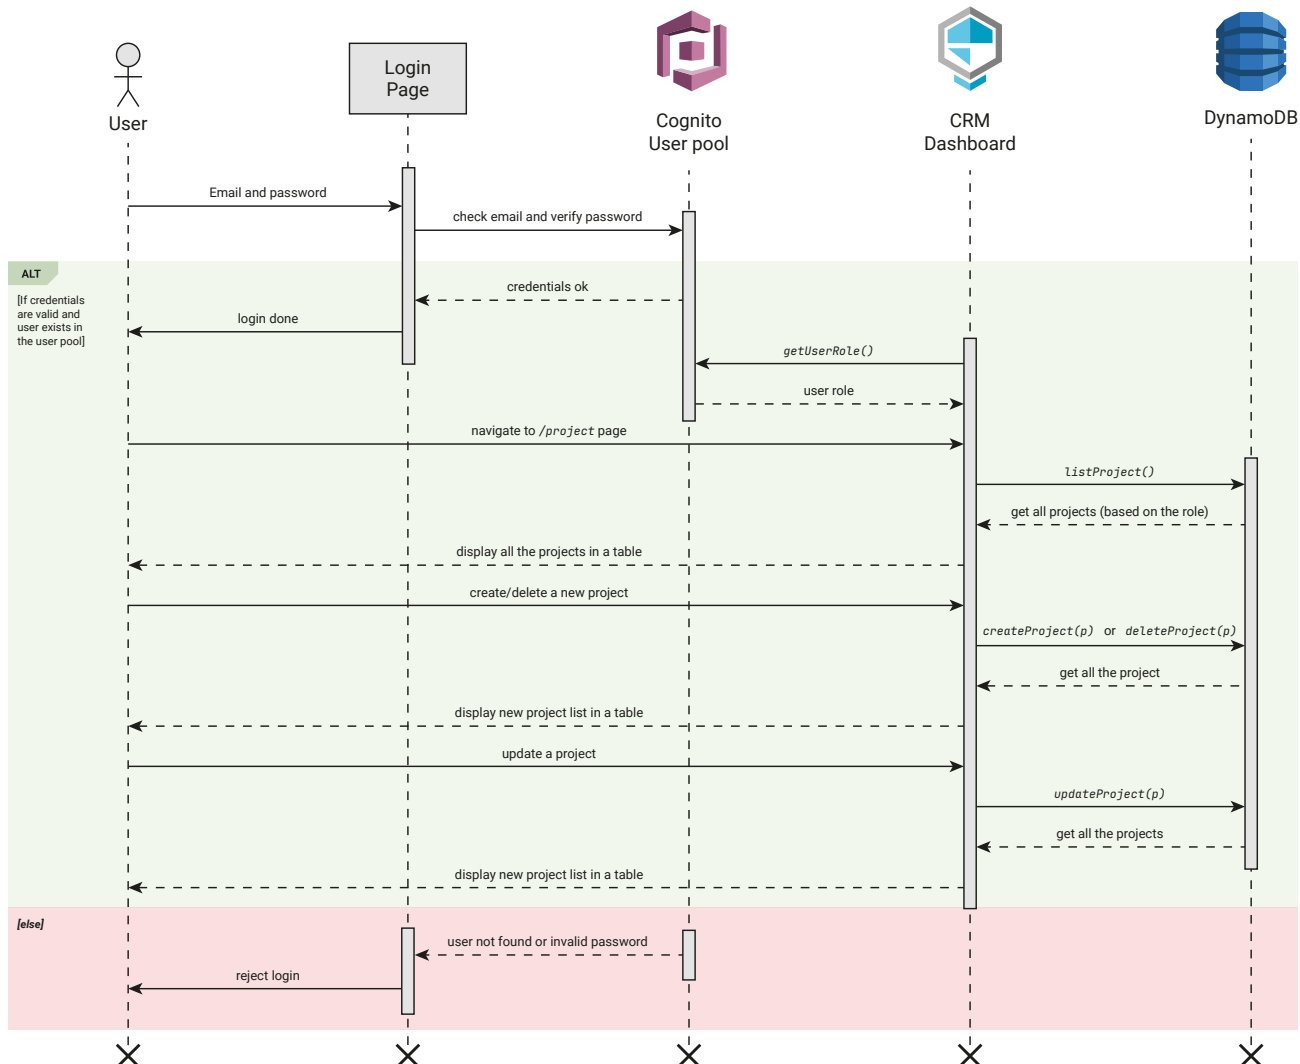 User
Login
Page
Cognito
User pool
CRM
Dashboard
DynamoDB
Email and password
check email and verify password
ALT
[If credentials
are valid and
user exists in
the user pool]
credentials ok
login done
getUserRole()
user role
navigate to /project page
listProject()
get all projects (based on the role)
display all the projects in a table
create/delete a new project
createProject(p) or deleteProject(p)
get all the project
display new project list in a table
update a project
updateProject(p)
get all the projects
display new project list in a table
[else]
user not found or invalid password
reject login